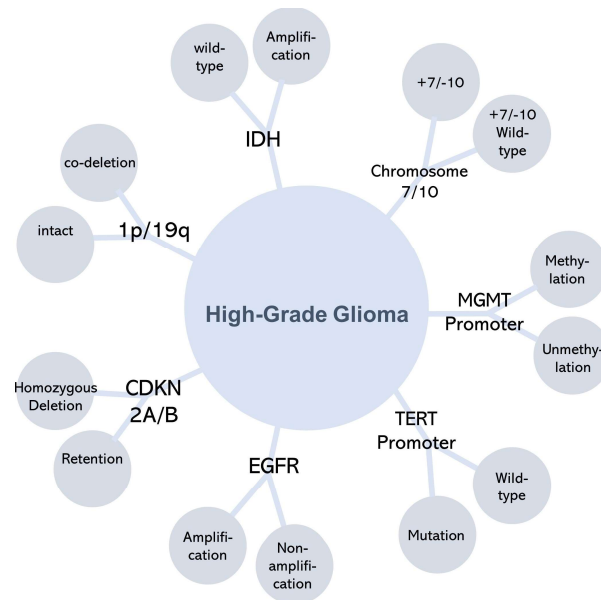 wild-
type
Amplifi-
cation
IDH
+7/-10
+7/-10
Wild-
type
Chromosome
7/10
co-deletion
intact
1p/19q
High-Grade Glioma
MGMT
Promoter
Methy-
lation
Unmethy-
lation
Homozygous
Deletion
CDKN
2A/B
Retention
TERT
Promoter
Wild-
type
Mutation
EGFR
Amplifi-
cation
Non-
amplifi-
cation